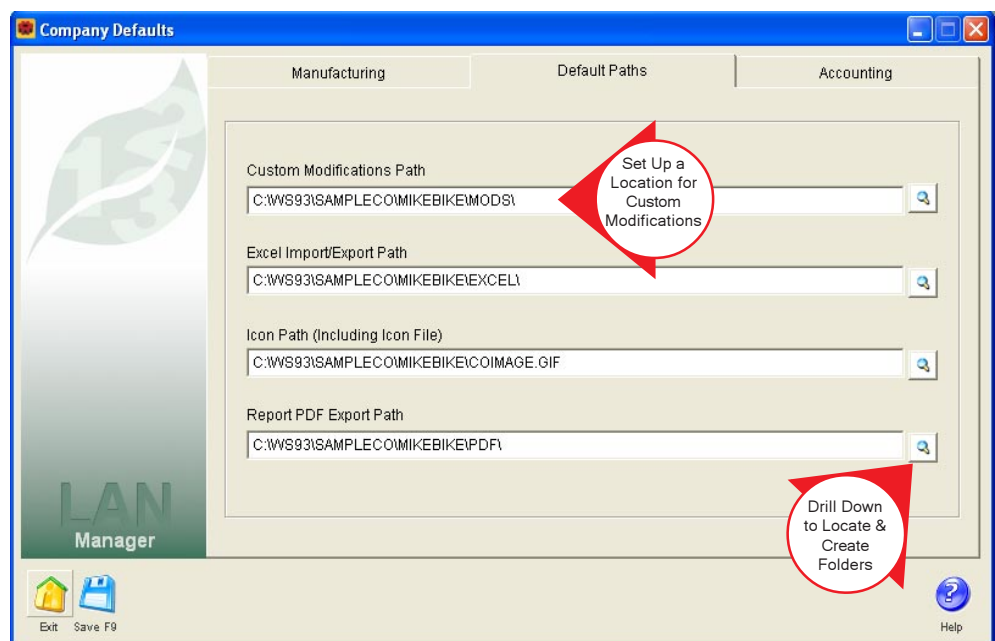 Company Defaults
Manufacturing
Default Paths
Accounting
Custom Modifications Path
C:\WS93\SAMPLECO\MIKEBIKE\MODS\
Set Up a
Location for
Custom
Modifications
Excel Import/Export Path
C:\WS93\SAMPLECO\MIKEBIKE\EXCEL\
Icon Path (Including Icon File)
C:\WS93\SAMPLECO\MIKEBIKE\COIMAGE.GIF
Report PDF Export Path
C:\WS93\SAMPLECO\MIKEBIKE\PDF\
Drill Down
to Locate &
Create
Folders
LAN
Manager
Exit
Save F9
Help